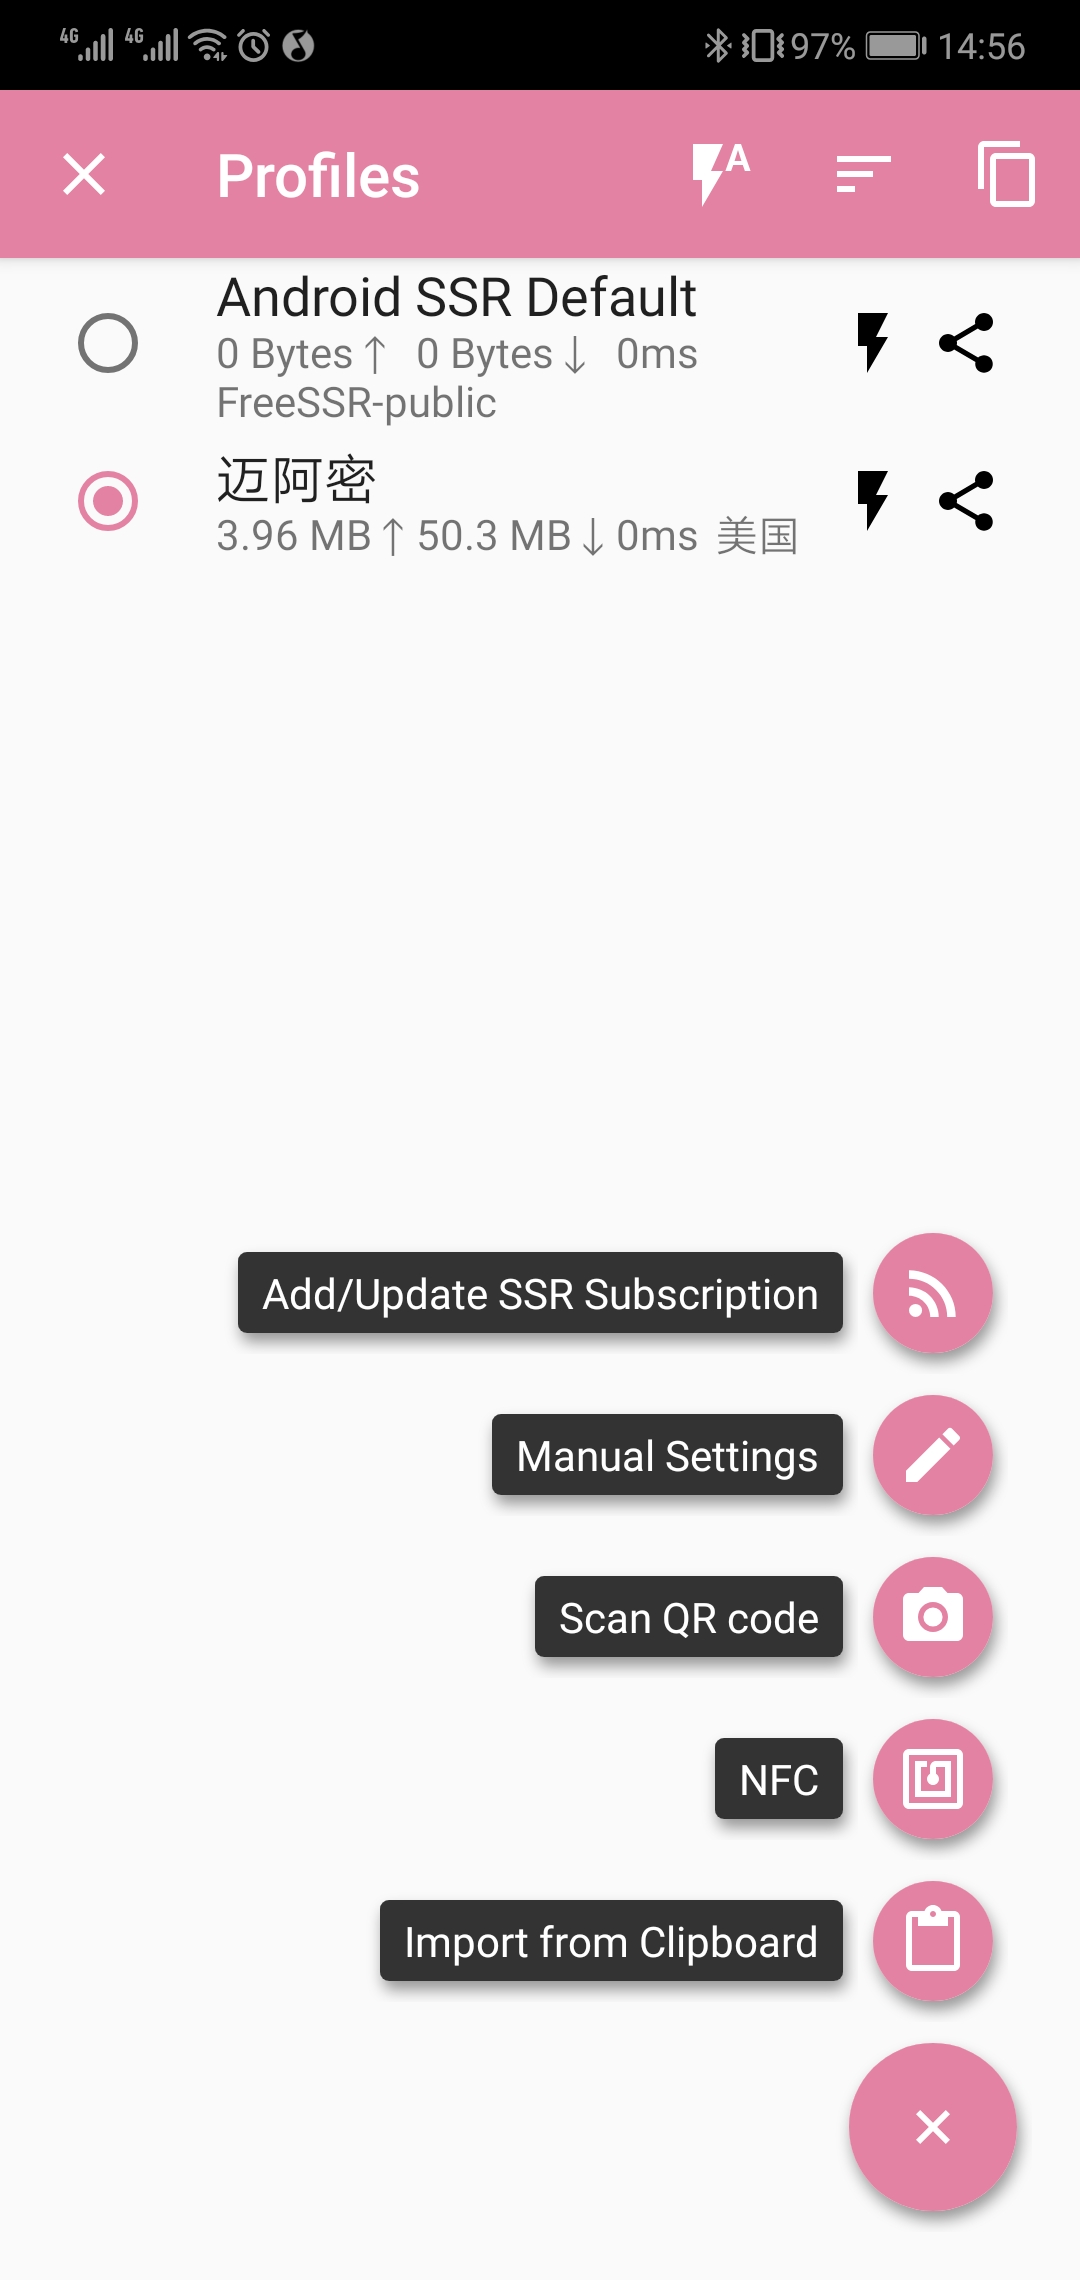 4G 4G 97% 14:56
Profiles A
Android SSR Default
0 Bytes↑ 0 Bytes↓ 0ms
FreeSSR-public
迈阿密
3.96 MB↑ 50.3 MB↓ 0ms 美国
Add/Update SSR Subscription
Manual Settings
Scan QR code
NFC
Import from Clipboard